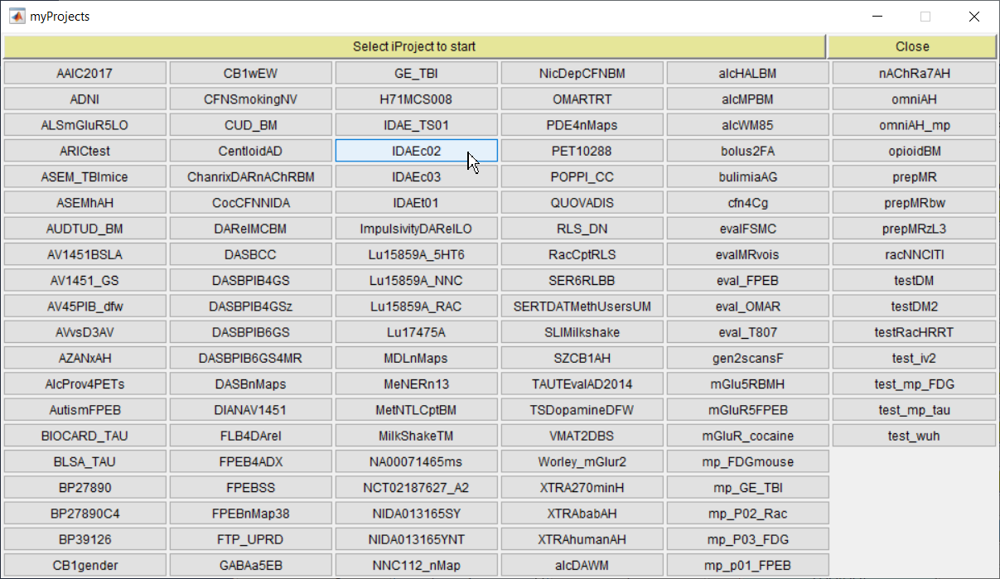 myProjects
Select iProject to start Close
AAIC2017 CB1wEW GE_TBI NicDepCFNBM alcHALBM nAChRa7AH
ADNI CFNSmokingNV H71MCS008 OMARTRT alcMPBM omniAH
ALSmGluR5LO CUD_BM IDAE_TS01 PDE4nMaps alcWM85 omniAH_mp
ARICtest CentloidAD IDAEc02 PET10288 bolus2FA opioidBM
ASEM_TBImice ChanrixDARnAChRBM IDAEc03 POPPI_CC bulimiaAG prepMR
ASEMhAH CocCFNNIDA IDAEt01 QUOVADIS cfn4Cg prepMRbw
AUDTUD_BM DARelMCBM ImpulsivityDARelLO RLS_DN evalFSMC prepMRzL3
AV1451BSLA DASBCC Lu15859A_5HT6 RacCptRLS evalMRvois racNNCITI
AV1451_GS DASBPIB4GS Lu15859A_NNC SER6RLBB eval_FPEB testDM
AV45PIB_dfw DASBPIB4GSz Lu15859A_RAC SERTDATMethUsersUM eval_OMAR testDM2
AVvsD3AV DASBPIB6GS Lu17475A SLIMilkshake eval_T807 testRacHRRT
AZANxAH DASBPIB6GS4MR MDLnMaps SZCB1AH gen2scansF test_iv2
AlcProv4PETs DASBnMaps MeNERn13 TAUTEvalAD2014 mGlu5RBMH test_mp_FDG
AutismFPEB DIANAV1451 MetNTLCptBM TSDopamineDFW mGluR5FPEB test_mp_tau
BIOCARD_TAU FLB4DArel MilkShakeTM VMAT2DBS mGluR_cocaine test_wuh
BLSA_TAU FPEB4ADX NA00071465ms Worley_mGlur2 mp_FDGmouse
BP27890 FPEBSS NCT02187627_A2 XTRA270minH mp_GE_TBI
BP27890C4 FPEBnMap38 NIDA013165SY XTRAbabAH mp_P02_Rac
BP39126 FTP_UPRD NIDA013165YNT XTRAhumanAH mp_P03_FDG
CB1gender GABAa5EB NNC112_nMap alcDAWM mp_p01_FPEB